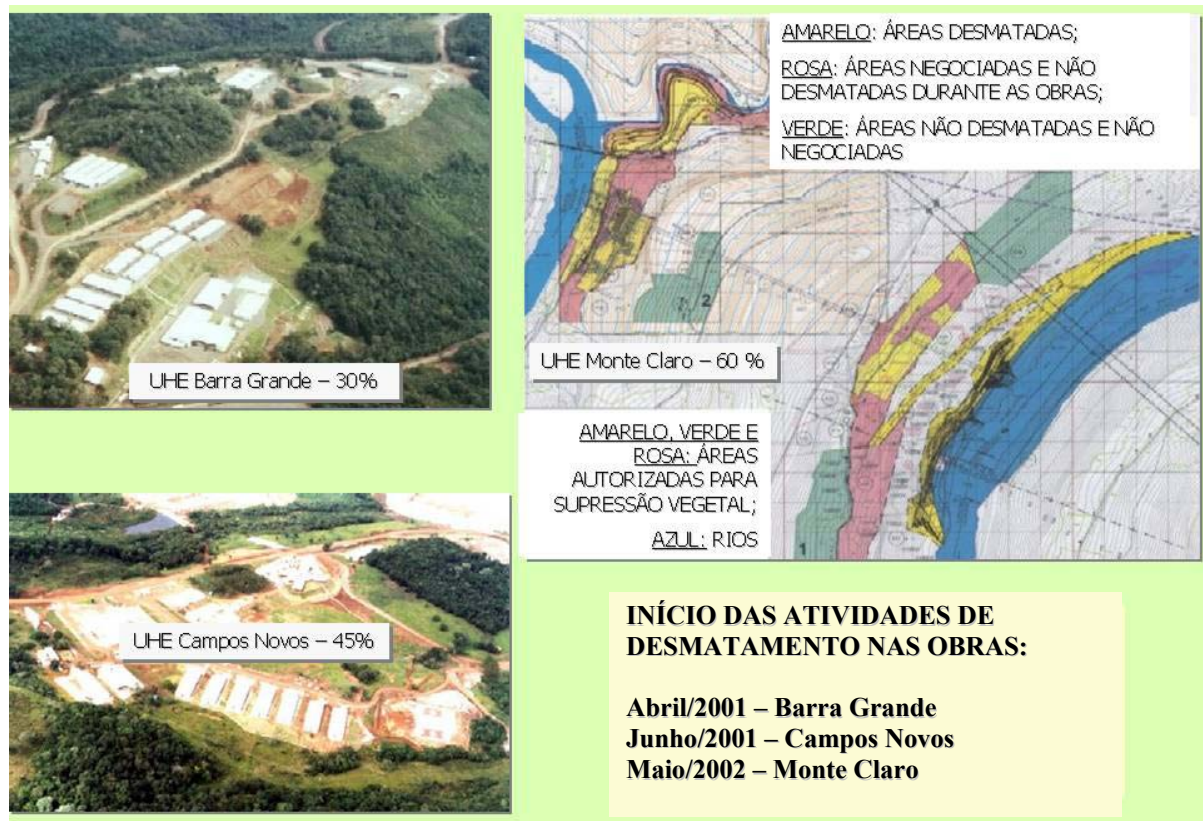 AMARELO: ÁREAS DESMATADAS;
ROSA: ÁREAS NEGOCIADAS E NÃO
DESMATADAS DURANTE AS OBRAS;
VERDE: ÁREAS NÃO DESMATADAS E NÃO
NEGOCIADAS
UHE Barra Grande – 30%
2
UHE Monte Claro – 60 %
AMARELO, VERDE E
ROSA: ÁREAS
AUTORIZADAS PARA
SUPRESSÃO VEGETAL;
AZUL: RIOS
1
UHE Campos Novos – 45%
INÍCIO DAS ATIVIDADES DE
DESMATAMENTO NAS OBRAS:
Abril/2001 – Barra Grande
Junho/2001 – Campos Novos
Maio/2002 – Monte Claro